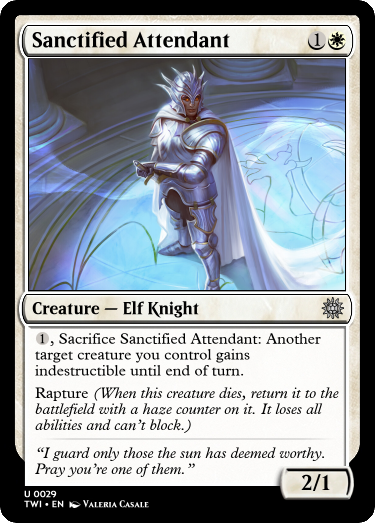 Sanctified Attendant 1
Creature — Elf Knight
1, Sacrifice Sanctified Attendant: Another
target creature you control gains
indestructible until end of turn.
Rapture (When this creature dies, return it to the
battlefield with a haze counter on it. It loses all
abilities and can't block.)
“I guard only those the sun has deemed worthy.
Pray you're one of them.”
2/1
U 0029
TWI • EN Valeria Casale